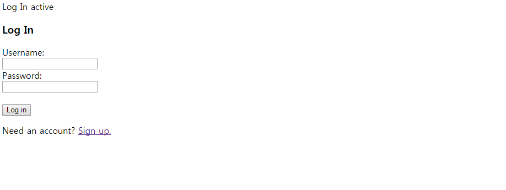 Log In active
Log In
Username:
Password:
Log in
Need an account? Sign up.